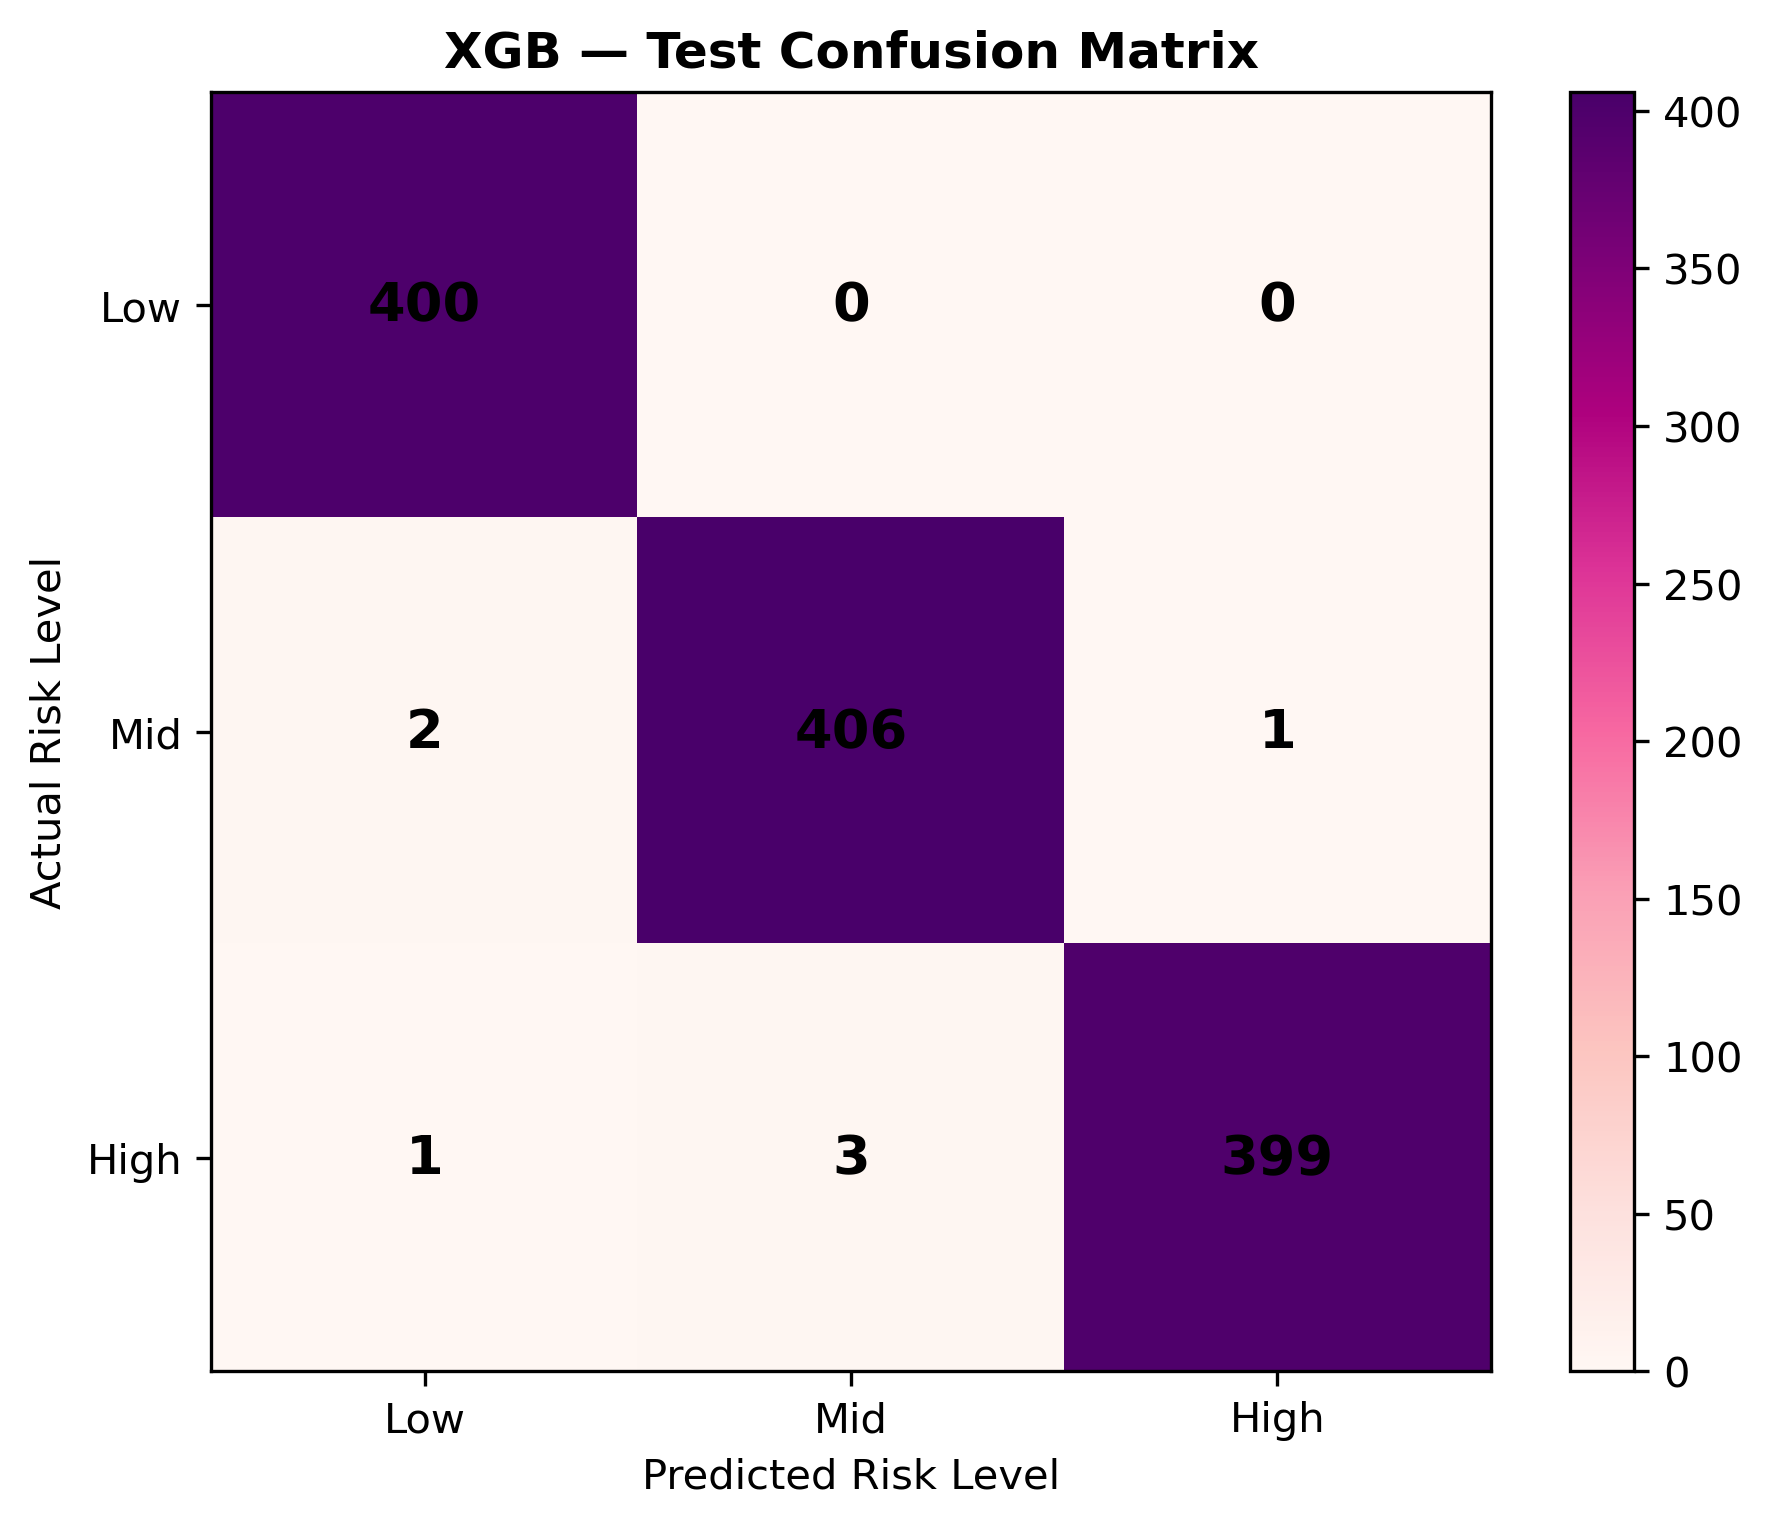 XGB — Test Confusion Matrix
Actual Risk Level
Low
Mid
High
400 0 0
2 406 1
1 3 399
Low Mid High
Predicted Risk Level
400
350
300
250
200
150
100
50
0